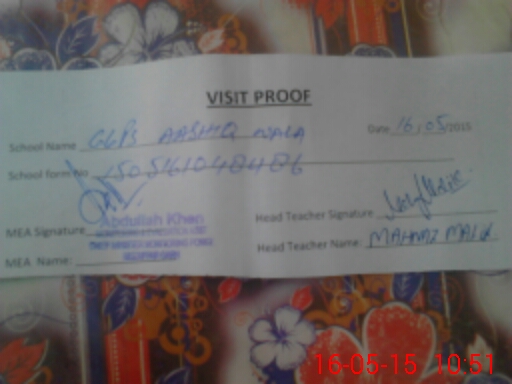 VISIT PROOF
School Name GGPS AASHIQ WALA Date 16/05/2015
School form No 1505161048486
MEA Signature Abdullah Khan Head Teacher Signature
MEA Name: Head Teacher Name: MAHNAZ MALIK
16-05-15 10:51